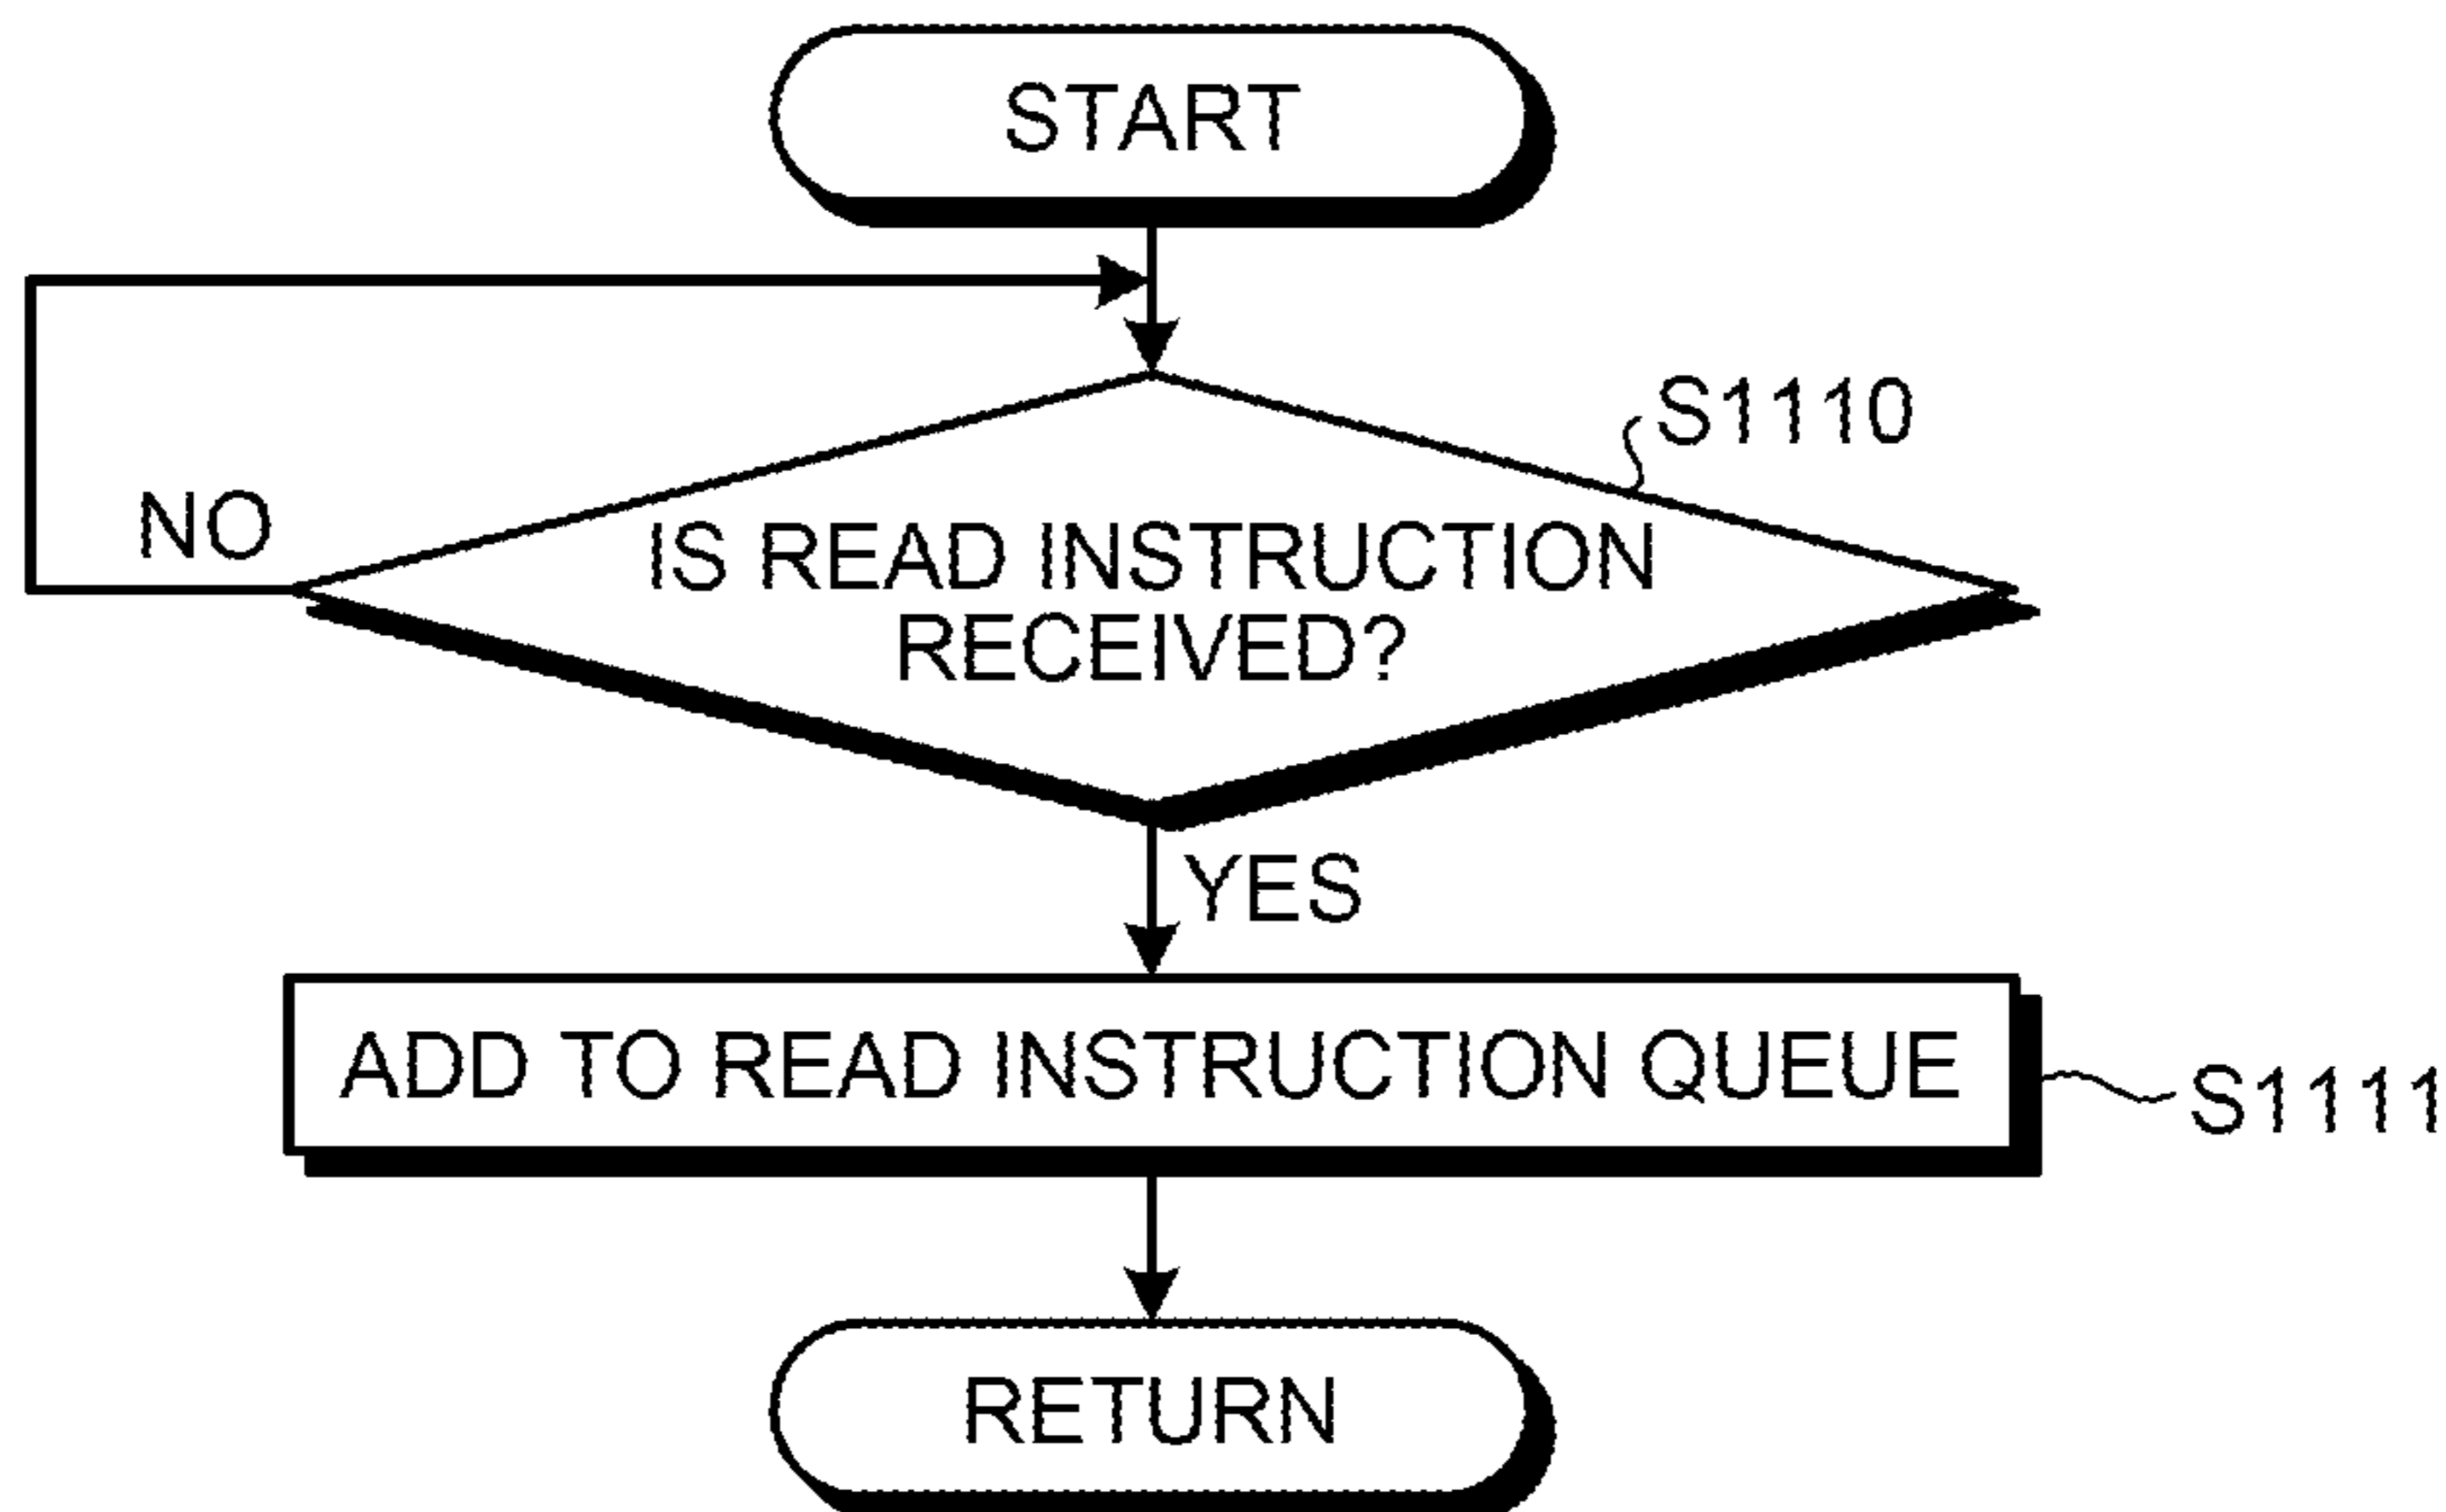 START
S1110
NO
IS READ INSTRUCTION
RECEIVED?
YES
ADD TO READ INSTRUCTION QUEUE
S1111
RETURN